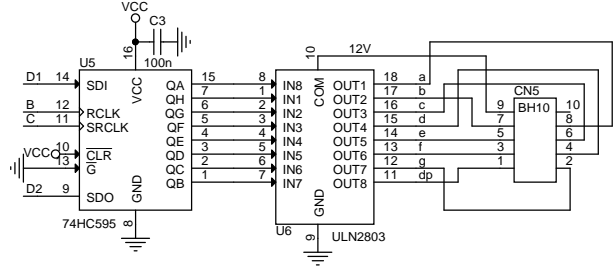 VCC
C3
100n
U5
16
VCC
D1 14 SDI
B 12 RCLK
C 11 SRCLK
VCC 10 CLR
13 G
D2 9 SDO
GND
8
74HC595
QA 15
QH 7
QG 6
QF 5
QE 4
QD 3
QC 2
QB 1
8 IN8
1 IN1
2 IN2
3 IN3
4 IN4
5 IN5
6 IN6
7 IN7
10
COM
12V
OUT1 18 a
OUT2 17 b
OUT3 16 c
OUT4 15 d
OUT5 14 e
OUT6 13 f
OUT7 12 g
OUT8 11 dp
GND
9
U6
ULN2803
CN5
BH10
9 10
7 8
5 6
3 4
1 2